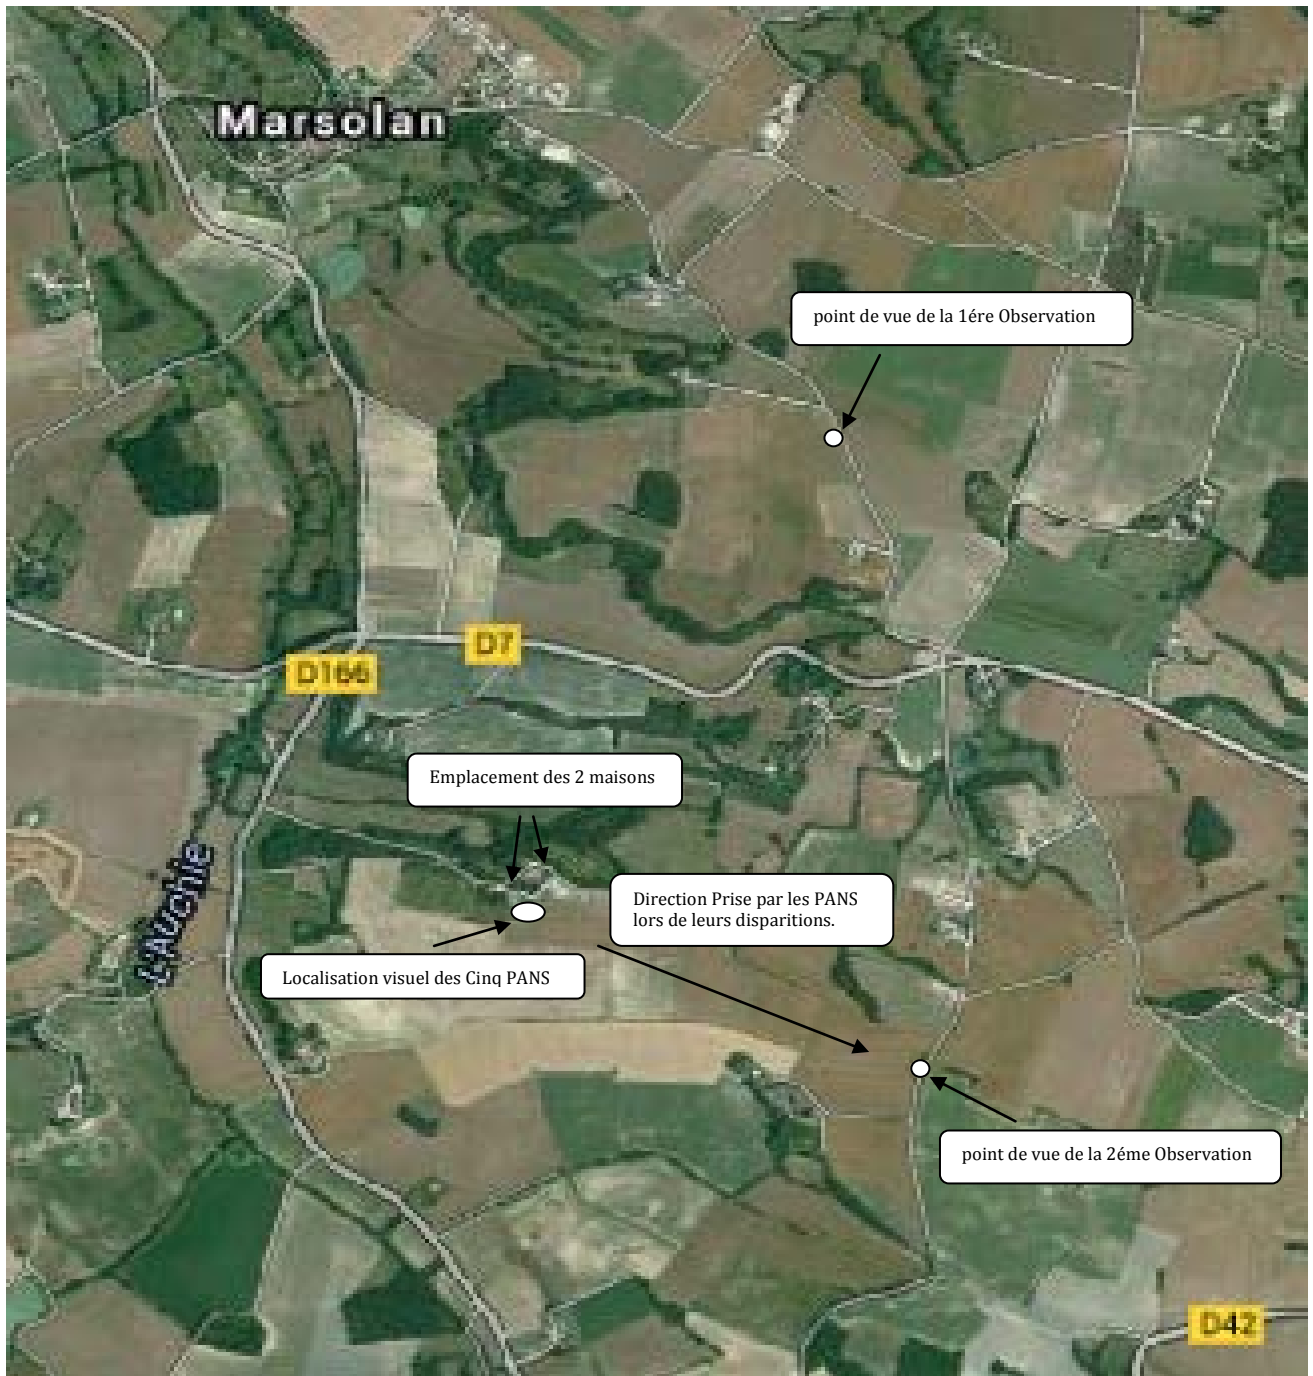 Marsolan
point de vue de la 1ére Observation
D7
D166
Emplacement des 2 maisons
L'Auchie
Direction Prise par les PANS
lors de leurs disparitions.
Localisation visuel des Cinq PANS
point de vue de la 2éme Observation
D42